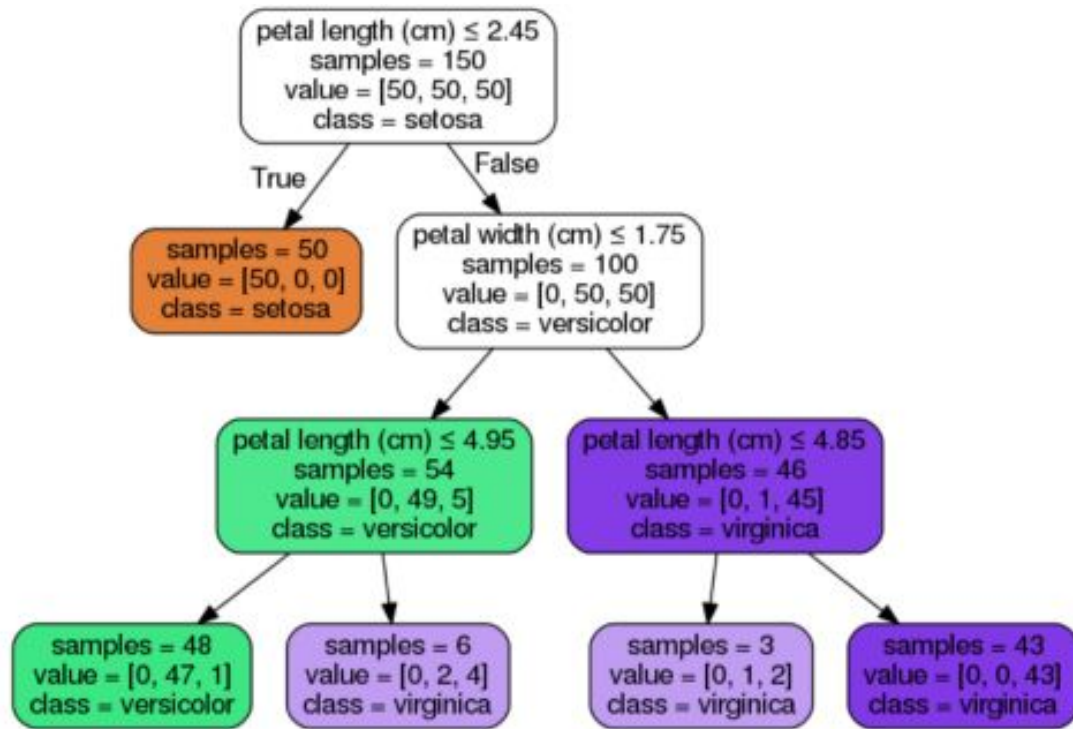 petal length (cm) ≤ 2.45
samples = 150
value = [50, 50, 50]
class = setosa
True
False
samples = 50
value = [50, 0, 0]
class = setosa
petal width (cm) ≤ 1.75
samples = 100
value = [0, 50, 50]
class = versicolor
petal length (cm) ≤ 4.95
samples = 54
value = [0, 49, 5]
class = versicolor
petal length (cm) ≤ 4.85
samples = 46
value = [0, 1, 45]
class = virginica
samples = 48
value = [0, 47, 1]
class = versicolor
samples = 6
value = [0, 2, 4]
class = virginica
samples = 3
value = [0, 1, 2]
class = virginica
samples = 43
value = [0, 0, 43]
class = virginica